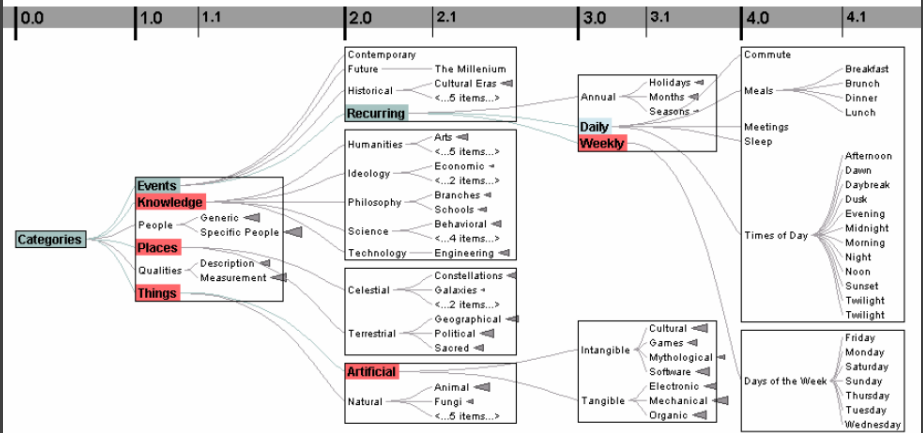 0.0 1.0 1.1 2.0 2.1 3.0 3.1 4.0 4.1
Categories
Events
Knowledge
People
Generic
Specific People
Places
Qualities
Description
Measurement
Things
Contemporary
Future
The Millenium
Historical
Cultural Eras
<...5 items...>
Recurring
Humanities
Arts
<...5 items...>
Ideology
Economic
<...2 items...>
Philosophy
Branches
Schools
Science
Behavioral
<...4 items...>
Technology
Engineering
Celestial
Constellations
Galaxies
<...2 items...>
Terrestrial
Geographical
Political
Sacred
Artificial
Natural
Animal
Fungi
<...5 items...>
Annual
Holidays
Months
Seasons
Daily
Weekly
Intangible
Cultural
Games
Mythological
Software
Tangible
Electronic
Mechanical
Organic
Commute
Meals
Breakfast
Brunch
Dinner
Lunch
Meetings
Sleep
Times of Day
Afternoon
Dawn
Daybreak
Dusk
Evening
Midnight
Morning
Night
Noon
Sunset
Twilight
Twilight
Days of the Week
Friday
Monday
Saturday
Sunday
Thursday
Tuesday
Wednesday